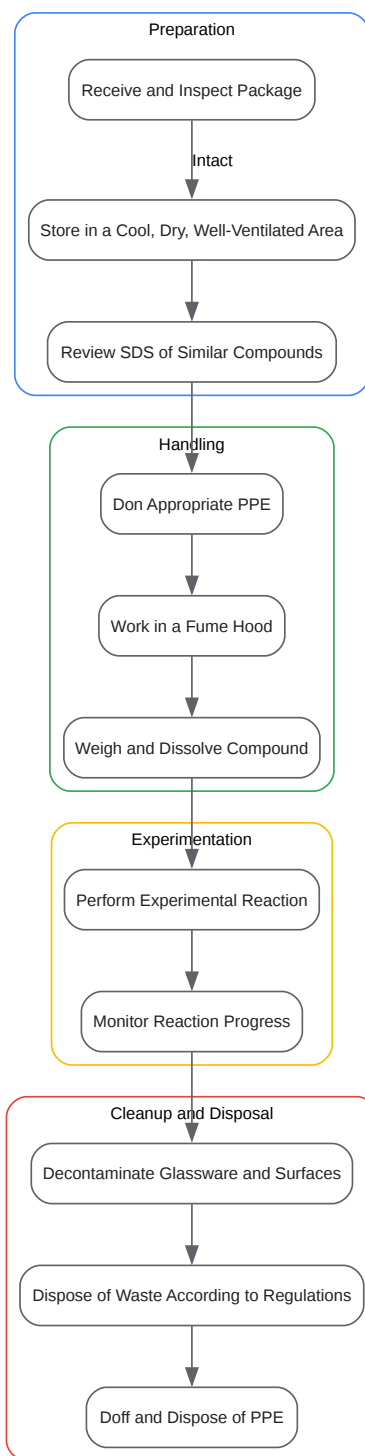 Preparation
Receive and Inspect Package
Intact
Store in a Cool, Dry, Well-Ventilated Area
Review SDS of Similar Compounds
Handling
Don Appropriate PPE
Work in a Fume Hood
Weigh and Dissolve Compound
Experimentation
Perform Experimental Reaction
Monitor Reaction Progress
Cleanup and Disposal
Decontaminate Glassware and Surfaces
Dispose of Waste According to Regulations
Doff and Dispose of PPE